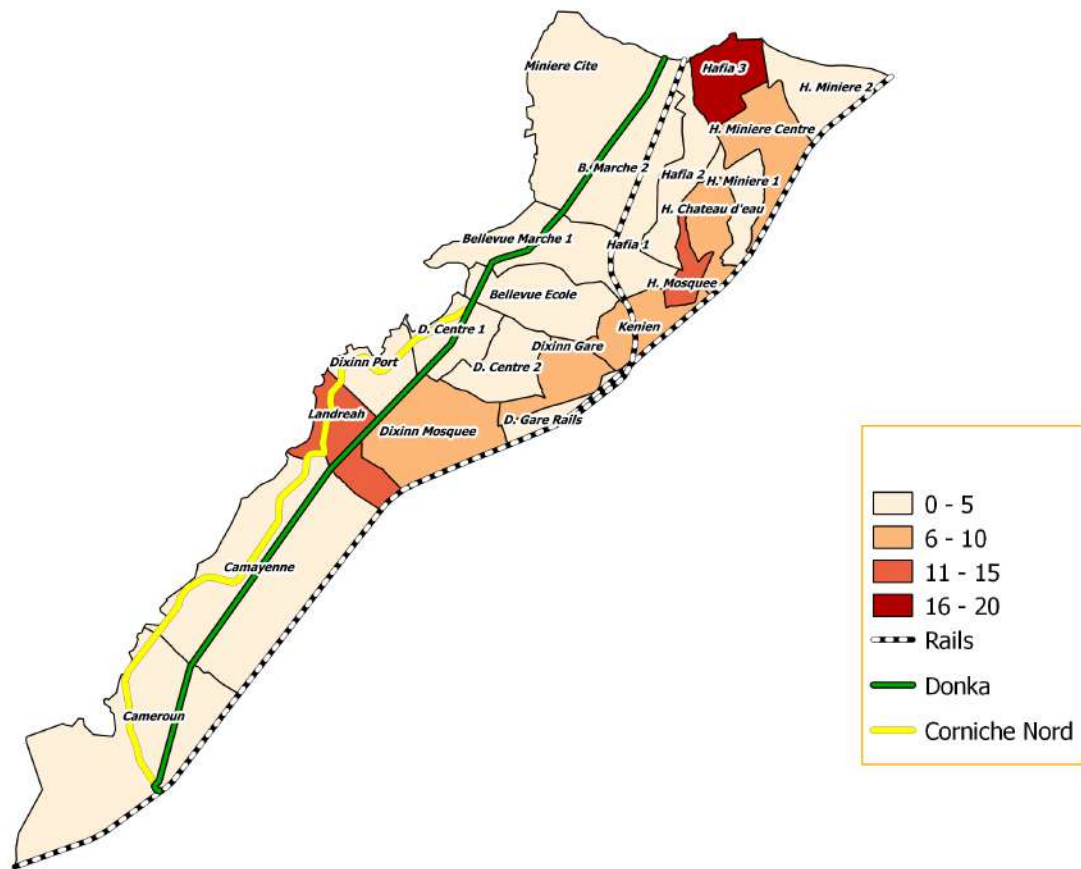 Miniere Cite
Hafia 3
H. Miniere 2
H. Miniere Centre
B. Marche 2
Hafia 2
H. Miniere 1
H. Chateau d'eau
Bellevue Marche 1
Hafia 1
H. Mosquee
Bellevue Ecole
D. Centre 1
Kenien
Dixinn Gare
Dixinn Port
D. Centre 2
Landreah
Dixinn Mosquee
D. Gare Rails
Camayenne
Cameroun
0 - 5
6 - 10
11 - 15
16 - 20
Rails
Donka
Corniche Nord